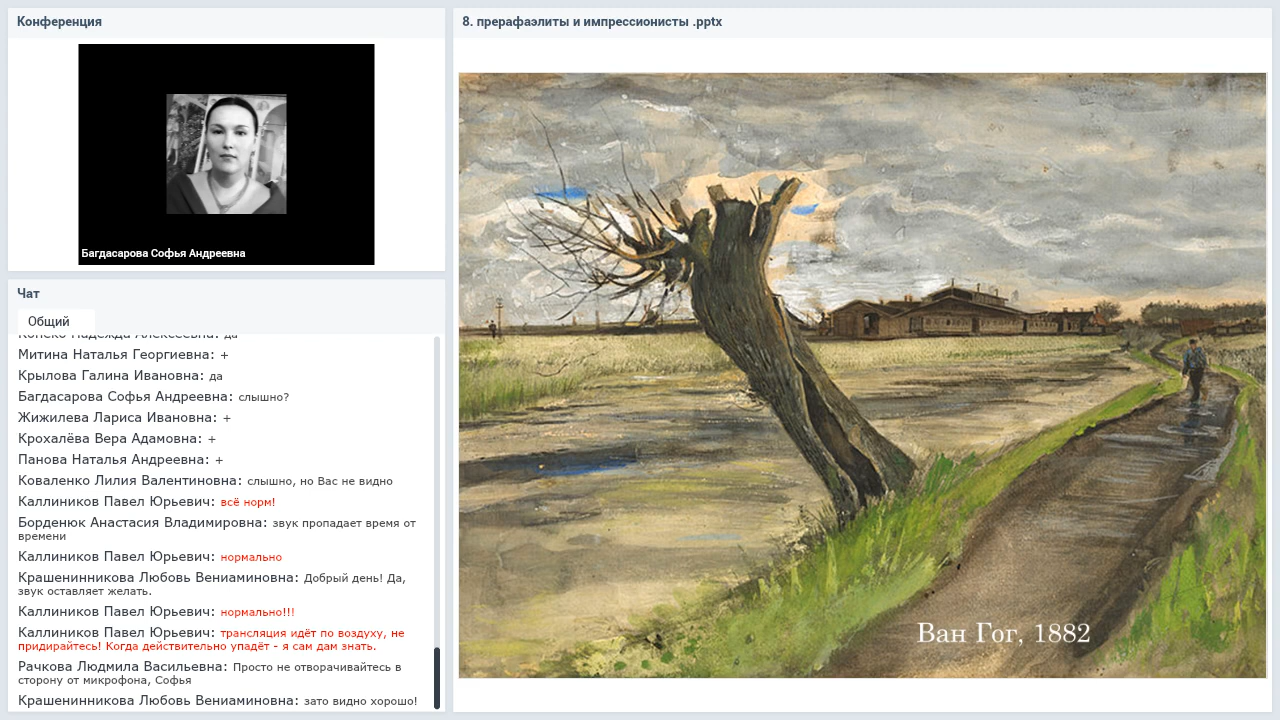 Конференция
Багдасарова Софья Андреевна
Чат
Общий
Митина Наталья Георгиевна: +
Крылова Галина Ивановна: да
Багдасарова Софья Андреевна: слышно?
Жижилева Лариса Ивановна: +
Крохалёва Вера Адамовна: +
Панова Наталья Андреевна: +
Коваленко Лилия Валентиновна: слышно, но Вас не видно
Каллиников Павел Юрьевич: всё норм!
Борденюк Анастасия Владимировна: звук пропадает время от
времени
Каллиников Павел Юрьевич: нормально
Крашенинникова Любовь Вениаминовна: Добрый день! Да,
звук оставляет желать.
Каллиников Павел Юрьевич: нормально!!!
Каллиников Павел Юрьевич: трансляция идёт по воздуху, не
придирайтесь! Когда действительно упадёт - я сам дам знать.
Рачкова Людмила Васильевна: Просто не отворачивайтесь в
сторону от микрофона, Софья
Крашенинникова Любовь Вениаминовна: зато видно хорошо!
8. прерафаэлиты и импрессионисты .pptx
Ван Гог, 1882